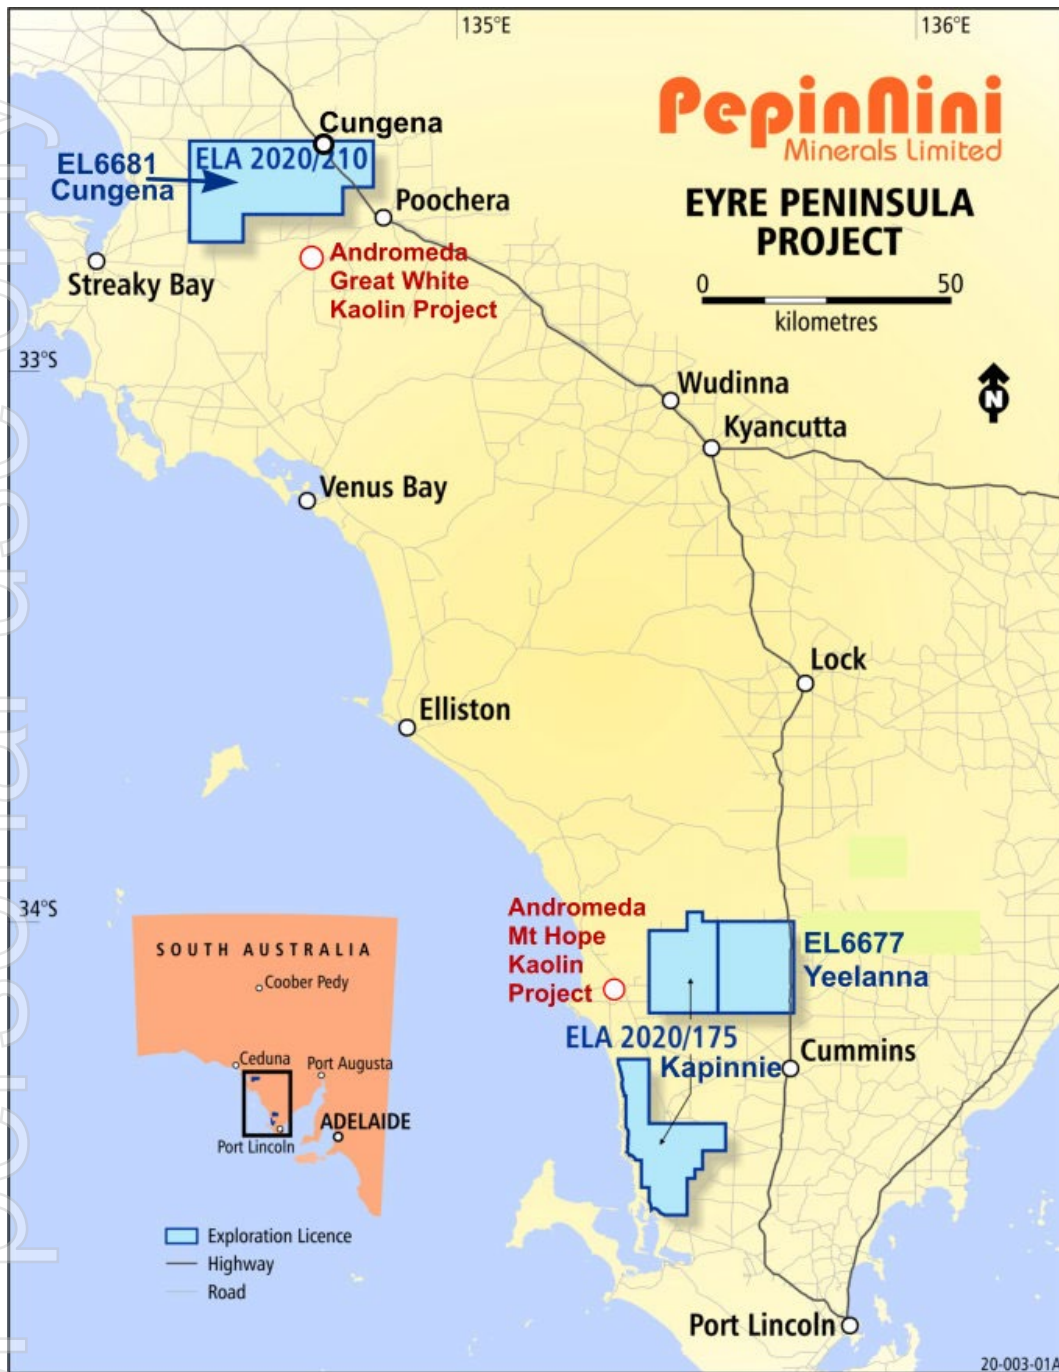 135°E
136°E
PepinNini
Minerals Limited
EYRE PENINSULA
PROJECT
0 50
kilometres
N
Cungena
ELA 2020/210
EL6681
Cungena
Poochera
Streaky Bay
Andromeda
Great White
Kaolin Project
33°S
Wudinna
Kyancutta
Venus Bay
Lock
Elliston
34°S
Andromeda
Mt Hope
Kaolin
Project
EL6677
Yeelanna
ELA 2020/175
Kapinnie
Cummins
SOUTH AUSTRALIA
Coober Pedy
Ceduna
Port Augusta
ADELAIDE
Port Lincoln
Exploration Licence
Highway
Road
Port Lincoln
20-003-01A